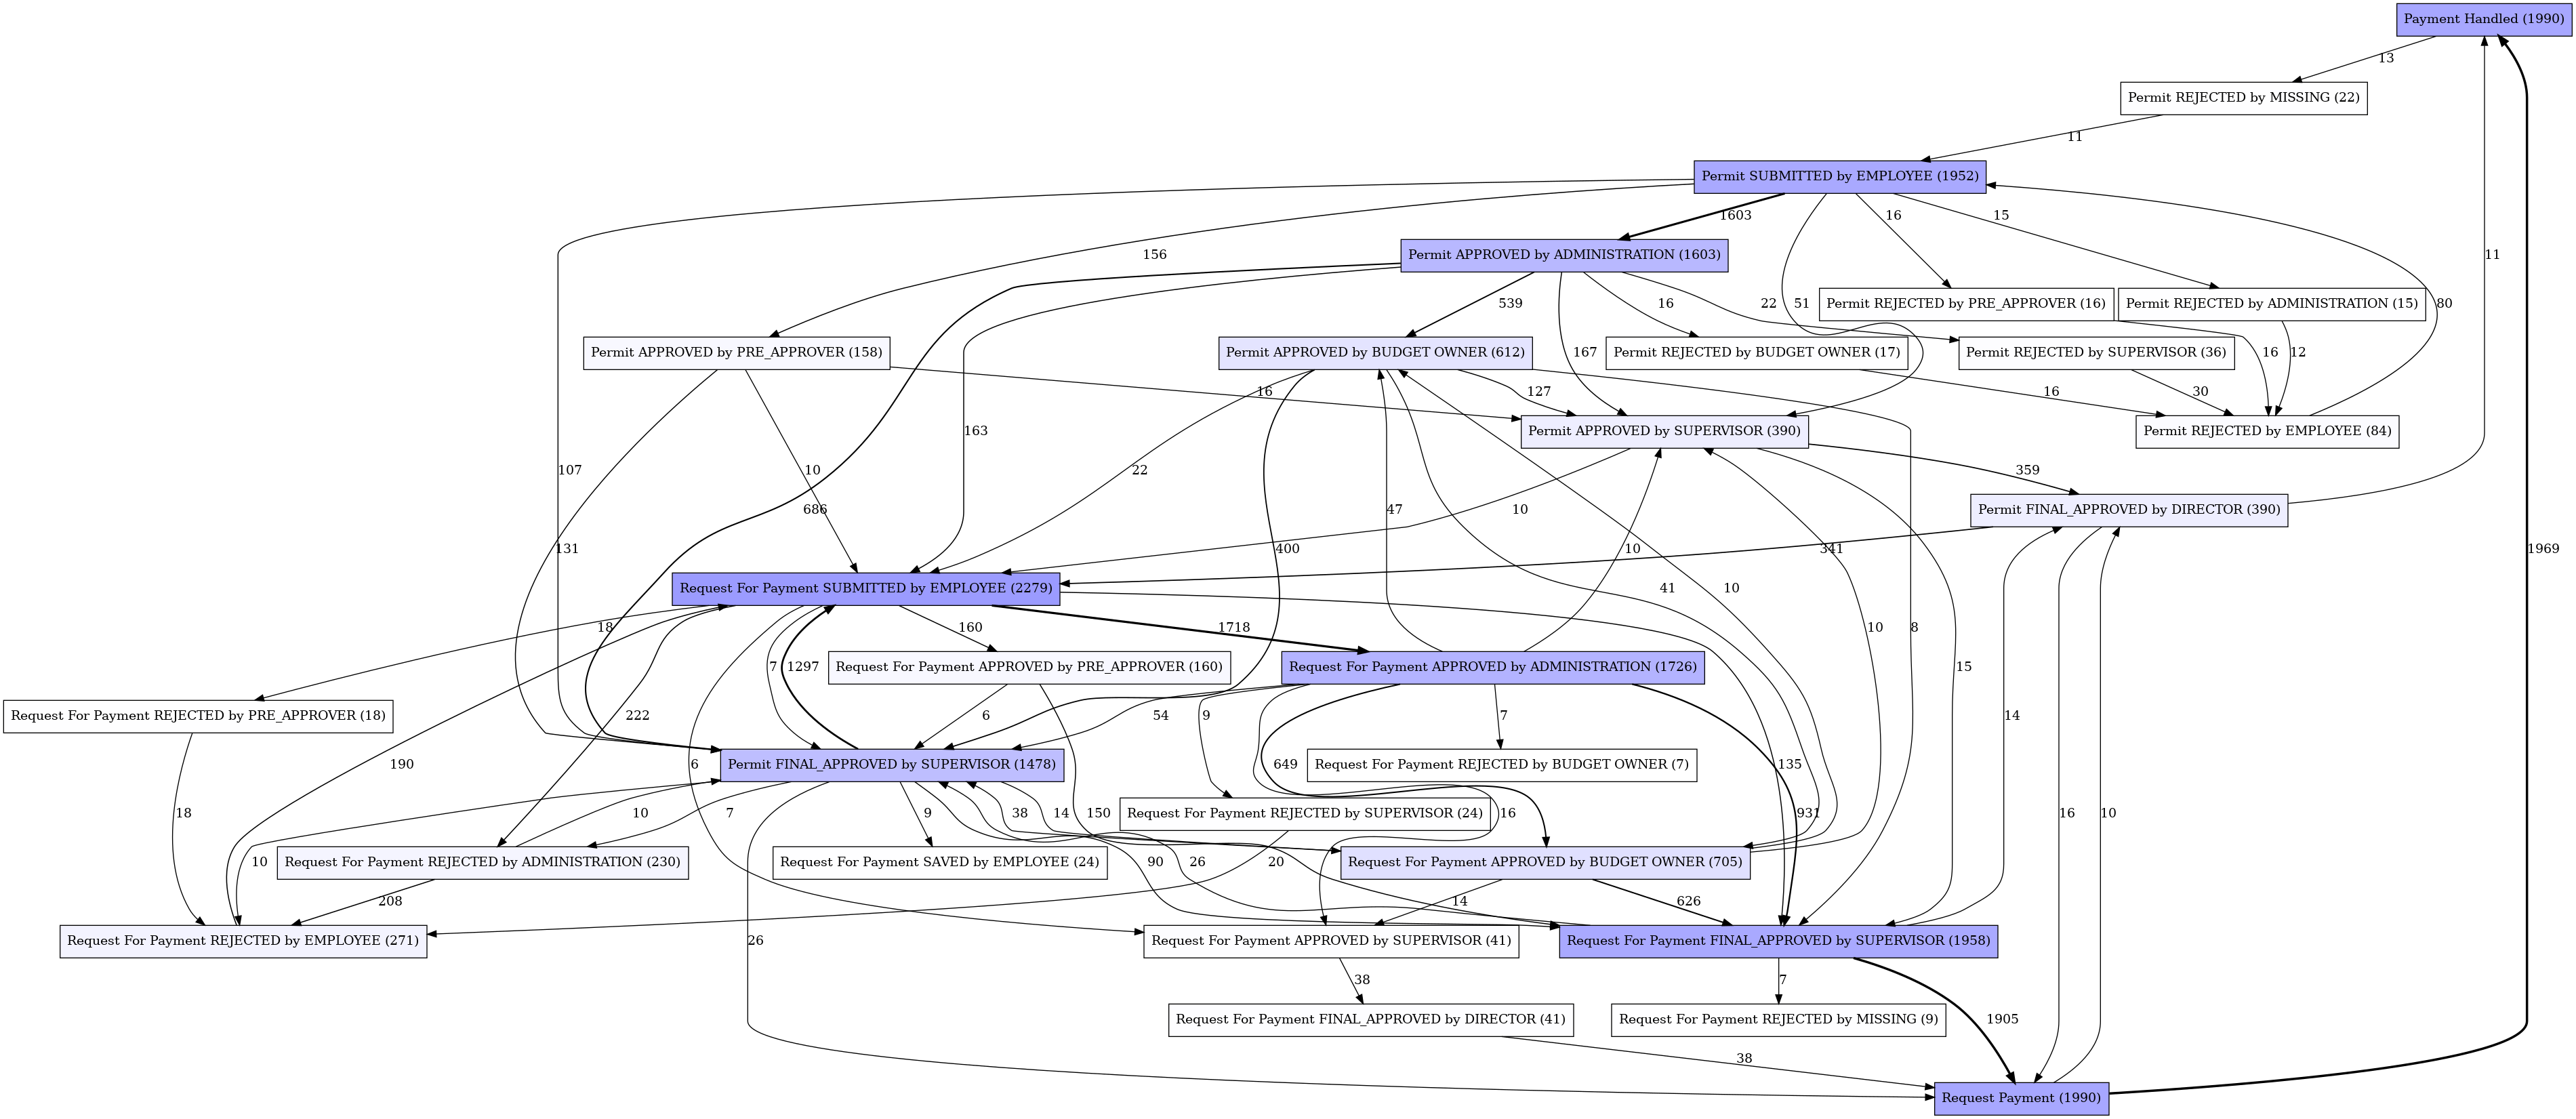 Payment Handled (1990)
13
Permit REJECTED by MISSING (22)
11
Permit SUBMITTED by EMPLOYEE (1952)
1603
16
15
156
Permit APPROVED by ADMINISTRATION (1603)
11
539
16
22
51
Permit REJECTED by PRE_APPROVER (16)
Permit REJECTED by ADMINISTRATION (15)
80
Permit APPROVED by PRE_APPROVER (158)
Permit APPROVED by BUDGET OWNER (612)
167
Permit REJECTED by BUDGET OWNER (17)
Permit REJECTED by SUPERVISOR (36)
16
12
16
127
16
30
163
Permit APPROVED by SUPERVISOR (390)
Permit REJECTED by EMPLOYEE (84)
107
10
22
359
686
10
Permit FINAL_APPROVED by DIRECTOR (390)
131
400
10
341
1969
Request For Payment SUBMITTED by EMPLOYEE (2279)
47
41
10
18
160
1718
10
8
7
1297
Request For Payment APPROVED by PRE_APPROVER (160)
Request For Payment APPROVED by ADMINISTRATION (1726)
15
Request For Payment REJECTED by PRE_APPROVER (18)
222
6
54
9
7
14
190
6
Permit FINAL_APPROVED by SUPERVISOR (1478)
649
Request For Payment REJECTED by BUDGET OWNER (7)
135
18
10
7
9
38
14
150
Request For Payment REJECTED by SUPERVISOR (24)
16
931
16
10
10
Request For Payment REJECTED by ADMINISTRATION (230)
Request For Payment SAVED by EMPLOYEE (24)
90
26
20
Request For Payment APPROVED by BUDGET OWNER (705)
208
14
626
Request For Payment REJECTED by EMPLOYEE (271)
26
Request For Payment APPROVED by SUPERVISOR (41)
Request For Payment FINAL_APPROVED by SUPERVISOR (1958)
38
7
Request For Payment FINAL_APPROVED by DIRECTOR (41)
Request For Payment REJECTED by MISSING (9)
1905
38
Request Payment (1990)